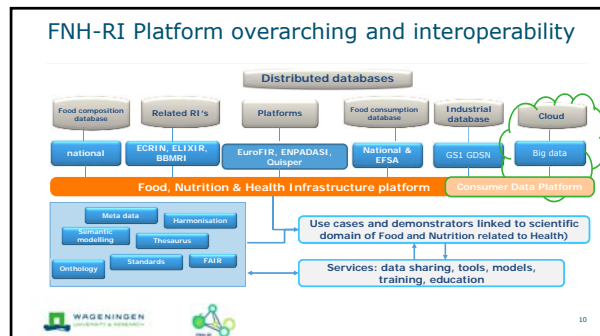 FNH-RI Platform overarching and interoperability
Distributed databases
Food composition
database
Related RI's
Platforms
Food consumption
database
Industrial
database
Cloud
national
ECRIN, ELIXIR,
BBMRI
EuroFIR, ENPADASI,
Quisper
National &
EFSA
GS1 GDSN
Big data
Food, Nutrition & Health Infrastructure platform
Consumer Data Platform
Meta data
Harmonisation
Semantic
modelling
Thesaurus
Onthology
Standards
FAIR
Use cases and demonstrators linked to scientific
domain of Food and Nutrition related to Health)
Services: data sharing, tools, models,
training, education
WAGENINGEN
UNIVERSITY & RESEARCH
10